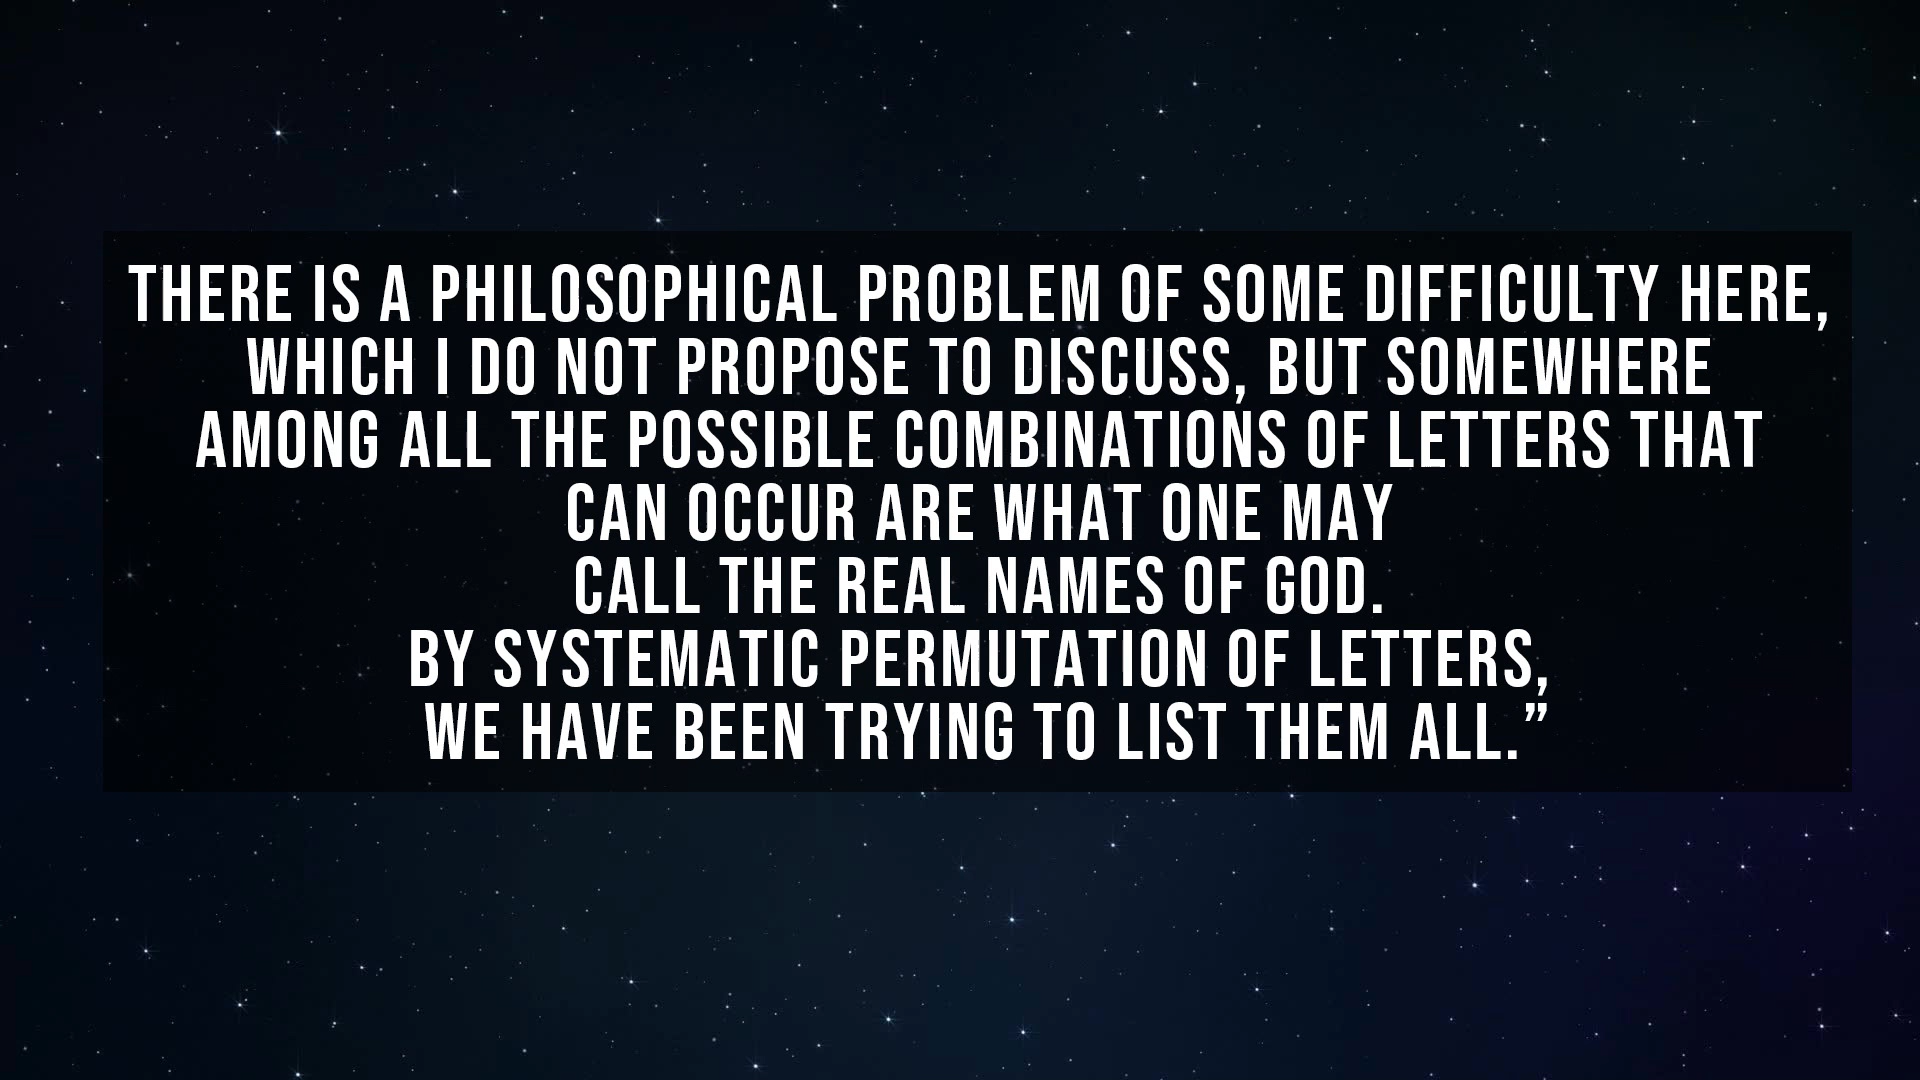 THERE IS A PHILOSOPHICAL PROBLEM OF SOME DIFFICULTY HERE,
WHICH I DO NOT PROPOSE TO DISCUSS, BUT SOMEWHERE
AMONG ALL THE POSSIBLE COMBINATIONS OF LETTERS THAT
CAN OCCUR ARE WHAT ONE MAY
CALL THE REAL NAMES OF GOD.
BY SYSTEMATIC PERMUTATION OF LETTERS,
WE HAVE BEEN TRYING TO LIST THEM ALL.”